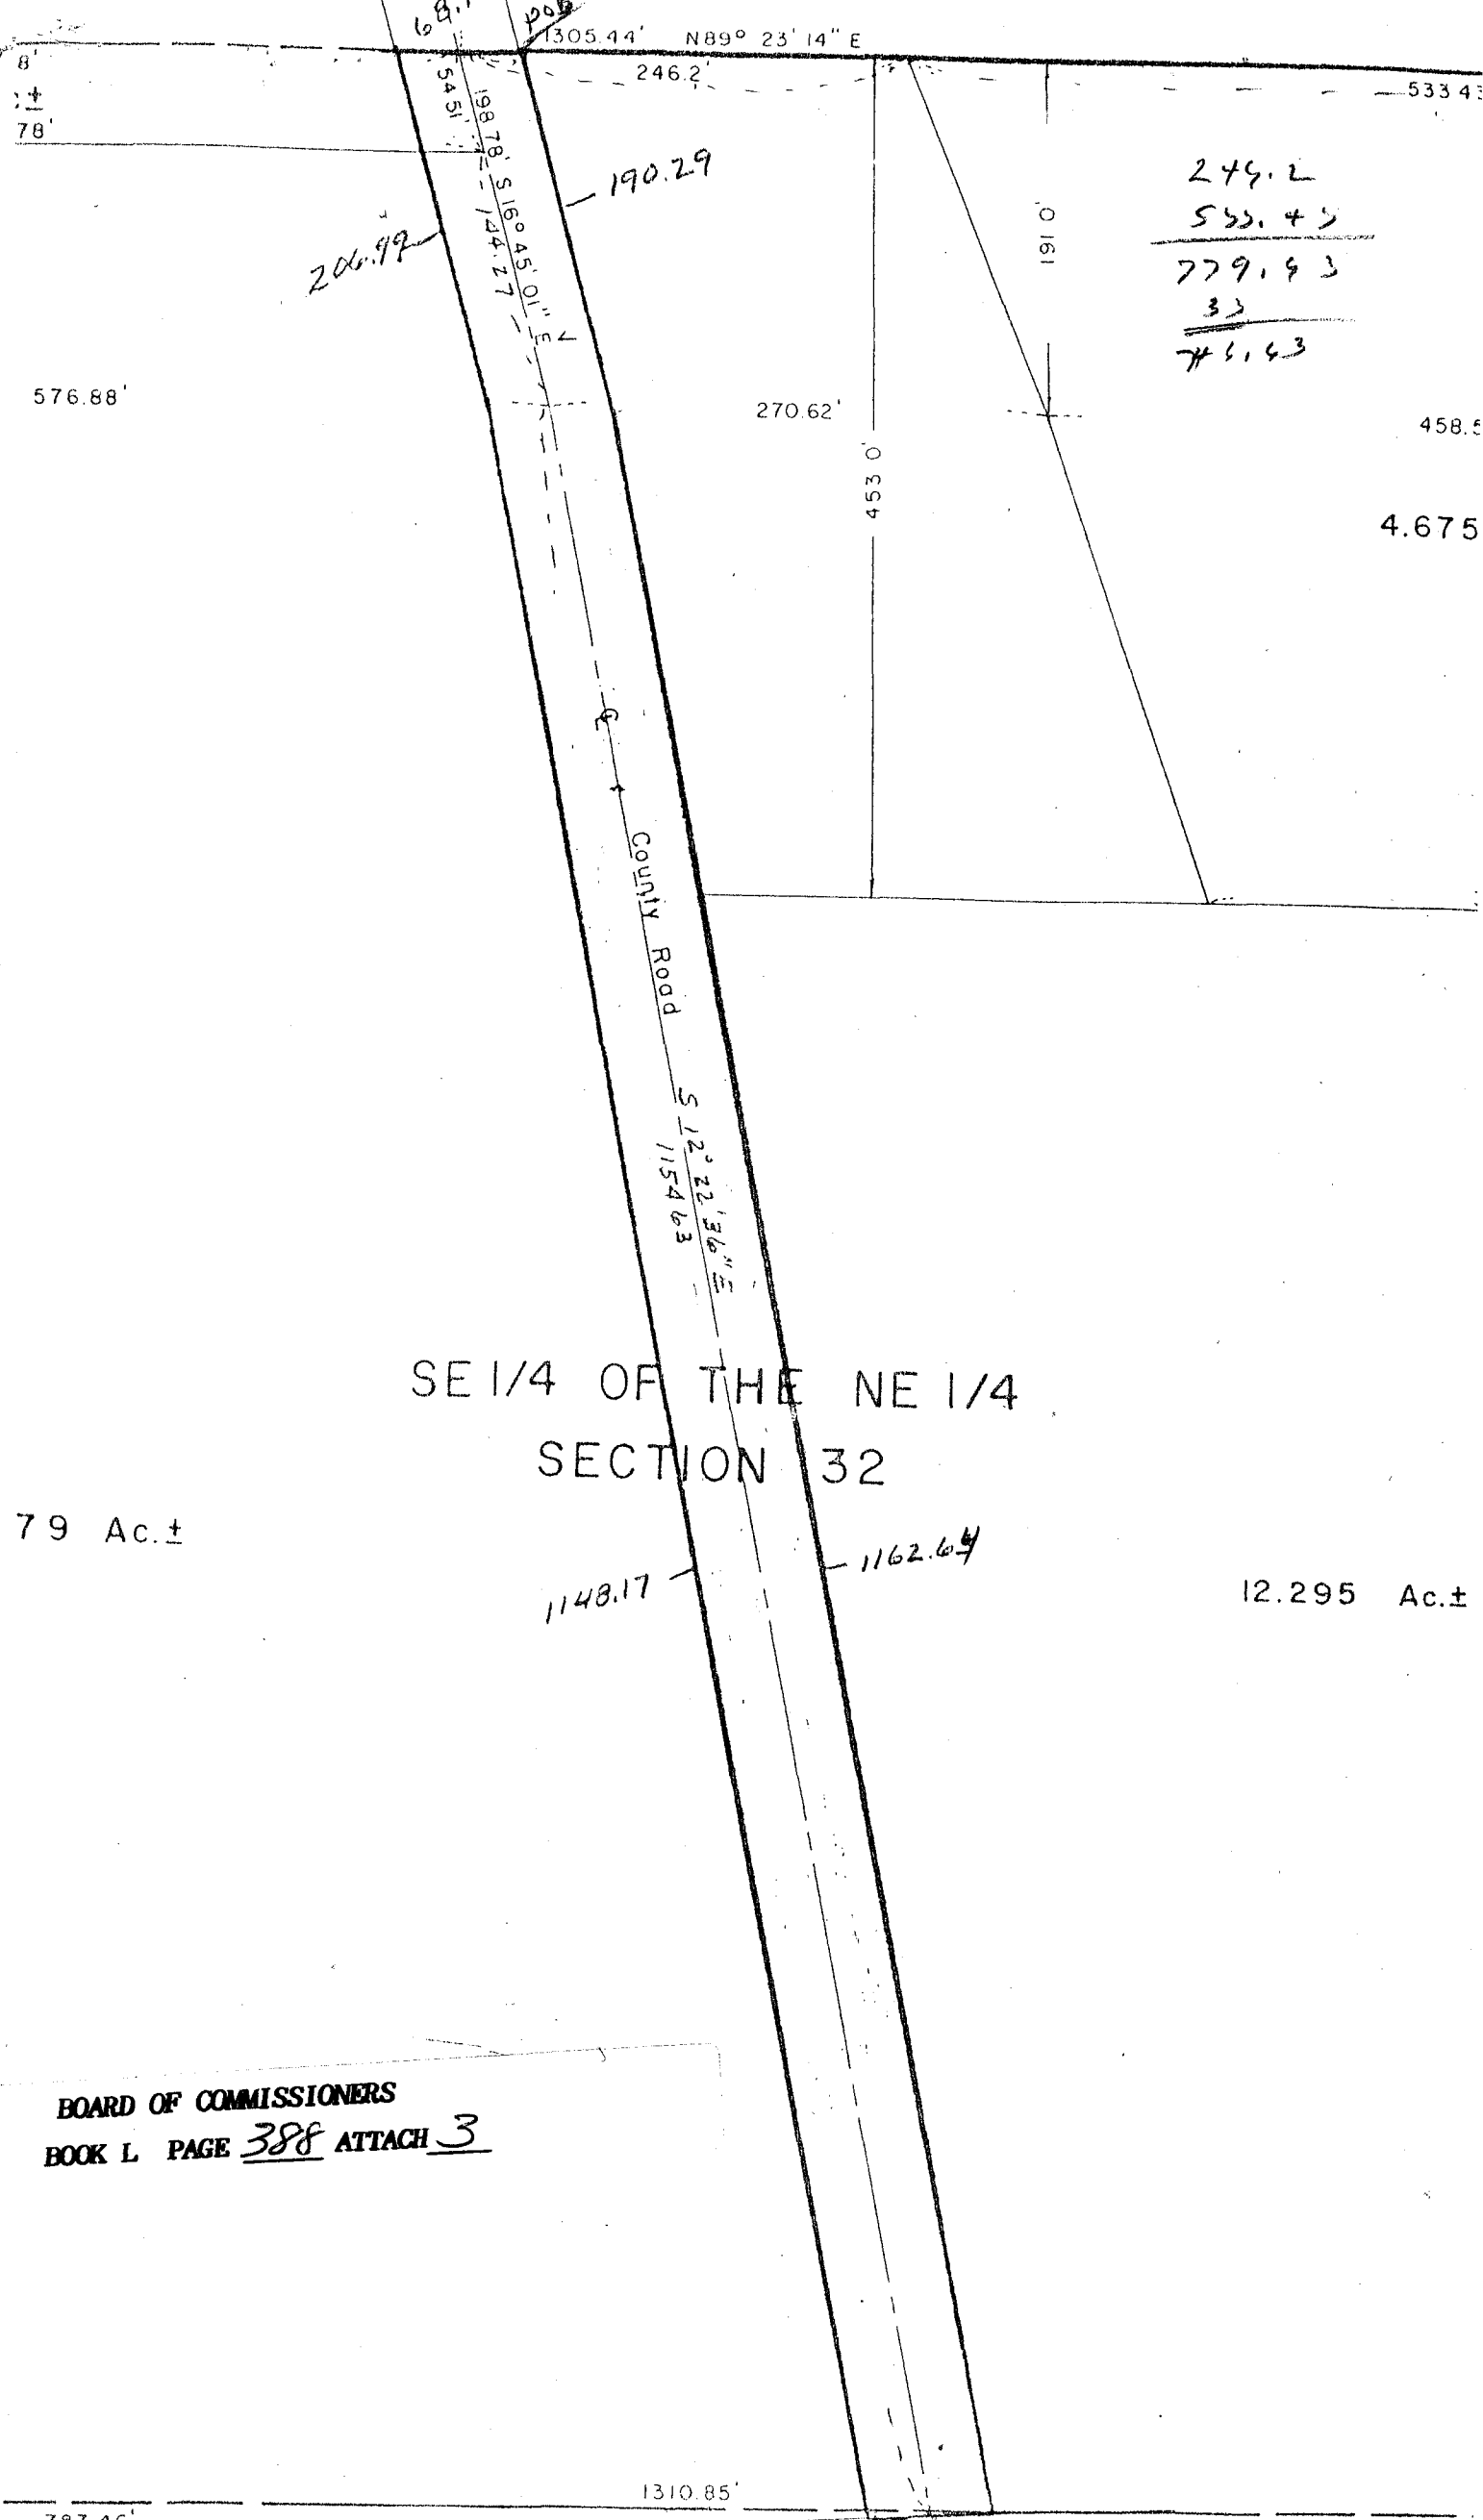 POB
1305.44' N89° 23' 14" E
8'
246.2'
533.43
±
78'
54.51'
198.78' S 16° 45' 01" E
144.27
190.29
206.99
191.0'
246.2
533.43
779.63
33
746.63
576.88'
270.62'
453.0'
458.5
4.675
County Road S 12° 22' 36" E
1154.63
SE 1/4 OF THE NE 1/4
SECTION 32
79 Ac.±
1148.17
1162.64
12.295 Ac.±
BOARD OF COMMISSIONERS
BOOK L PAGE 388 ATTACH 3
1310.85'